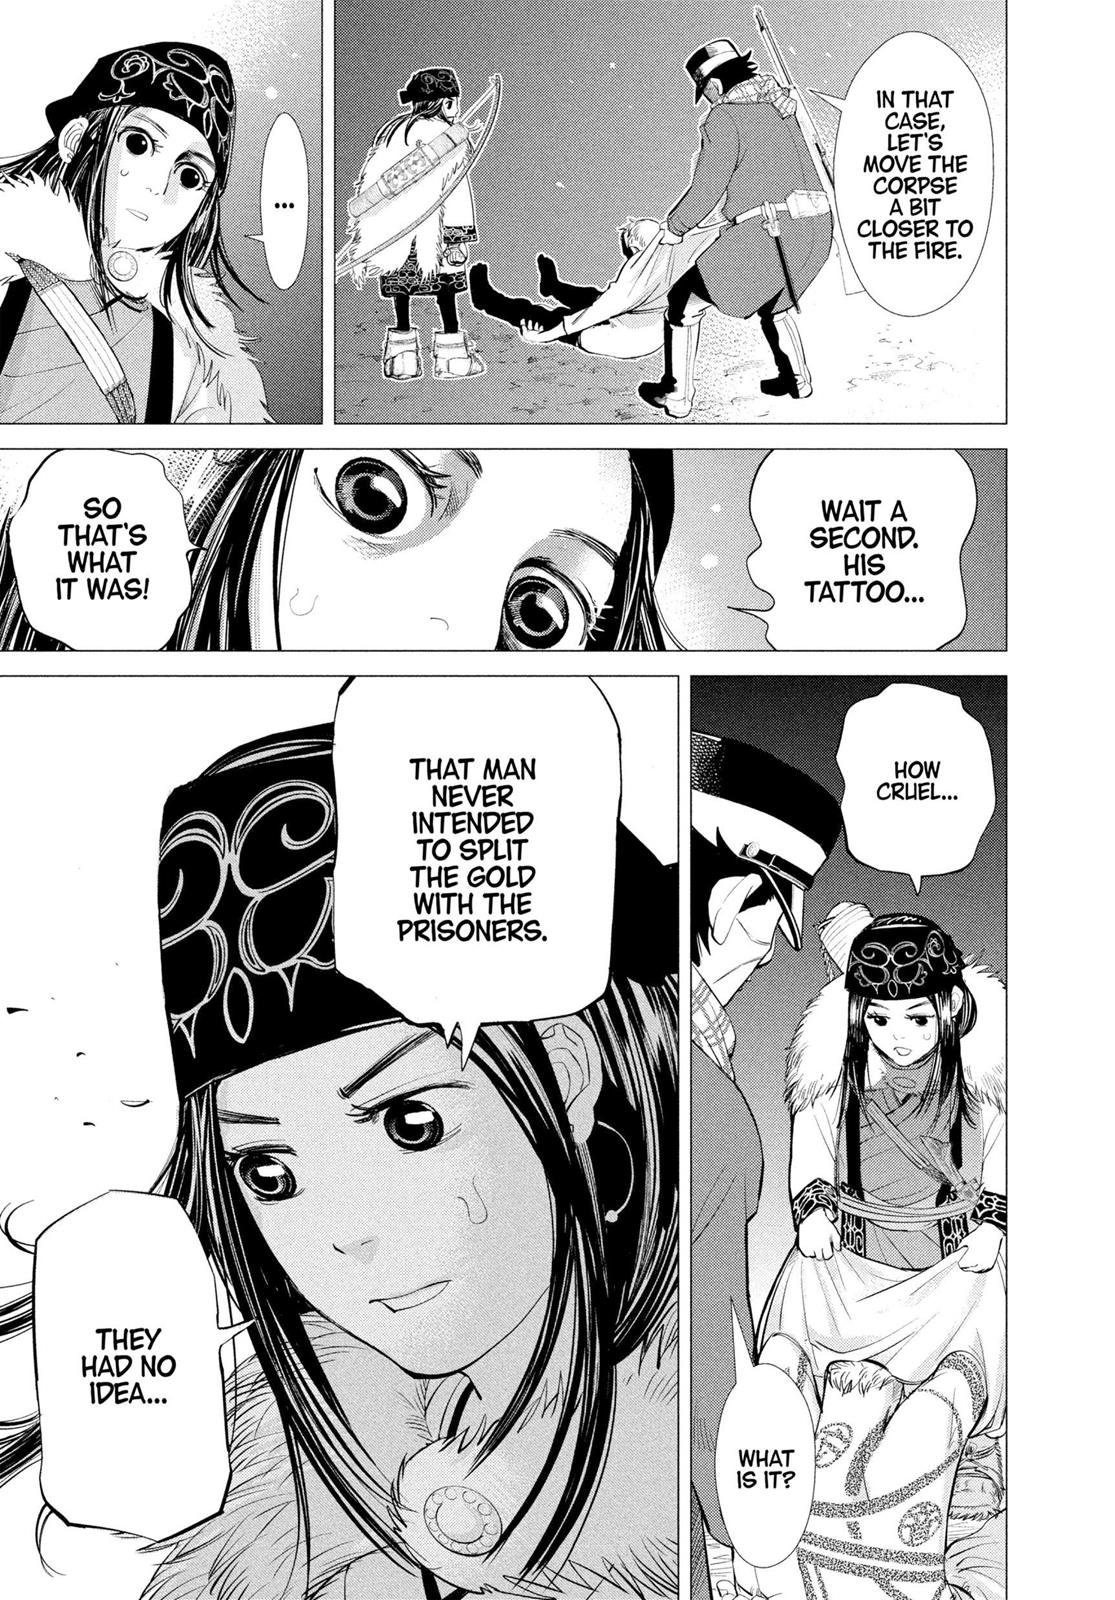 IN THAT
CASE,
LET'S
MOVE THE
CORPSE
A BIT
CLOSER TO
THE FIRE.
...
WAIT A
SECOND.
HIS
TATTOO...
SO
THAT'S
WHAT
IT WAS!
HOW
CRUEL...
WHAT
IS IT?
THAT MAN
NEVER
INTENDED
TO SPLIT
THE GOLD
WITH THE
PRISONERS.
THEY
HAD NO
IDEA...